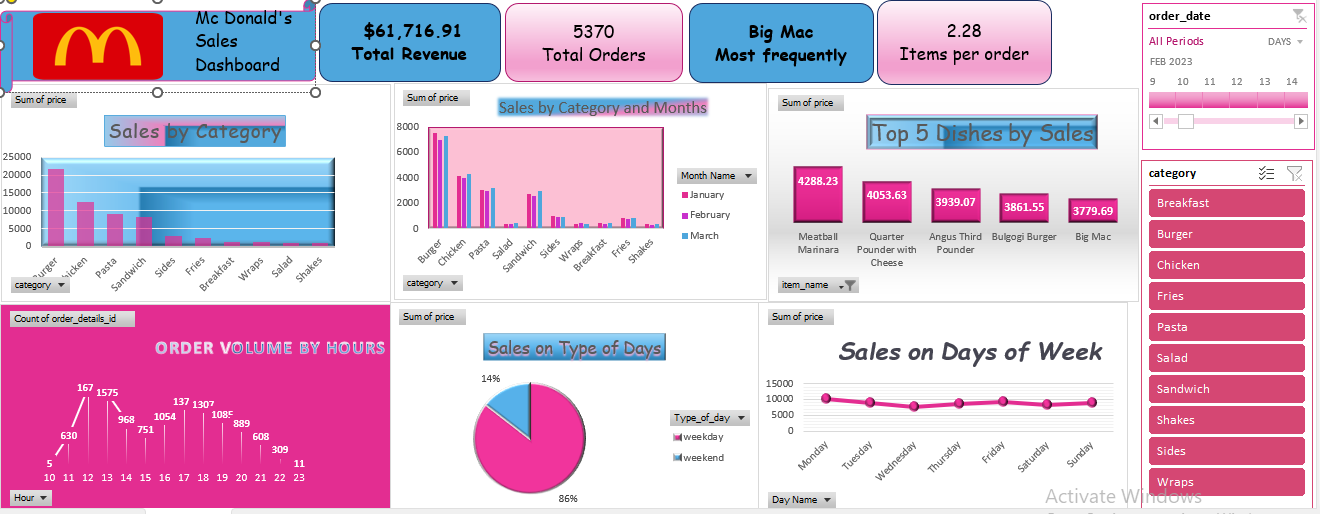 Mc Donald's
Sales
Dashboard
$61,716.91
Total Revenue
5370
Total Orders
Big Mac
Most frequently
2.28
Items per order
order_date
All Periods
DAYS
FEB 2023
9 10 11 12 13 14
Sum of price
Sales by Category
25000
20000
15000
10000
5000
0
Burger
Chicken
Pasta
Sandwich
Sides
Fries
Breakfast
Wraps
Salad
Shakes
category
Sum of price
Sales by Category and Months
8000
6000
4000
2000
0
Burger
Chicken
Pasta
Salad
Sandwich
Sides
Wraps
Breakfast
Fries
Shakes
Month Name
January
February
March
category
Sum of price
Top 5 Dishes by Sales
4288.23
4053.63
3939.07
3861.55
3779.69
Meatball
Marinara
Quarter
Pounder with
Cheese
Angus Third
Pounder
Bulgogi Burger
Big Mac
item_name
category
Breakfast
Burger
Chicken
Fries
Pasta
Salad
Sandwich
Shakes
Sides
Wraps
Count of order_details_id
ORDER VOLUME BY HOURS
5
630
167
1575
968
751
1054
137
1307
1085
889
608
309
11
10 11 12 13 14 15 16 17 18 19 20 21 22 23
Hour
Sum of price
Sales on Type of Days
14%
86%
Type_of_day
weekday
weekend
Sum of price
Sales on Days of Week
15000
10000
5000
0
Monday
Tuesday
Wednesday
Thursday
Friday
Saturday
Sunday
Day Name
Activate Windows